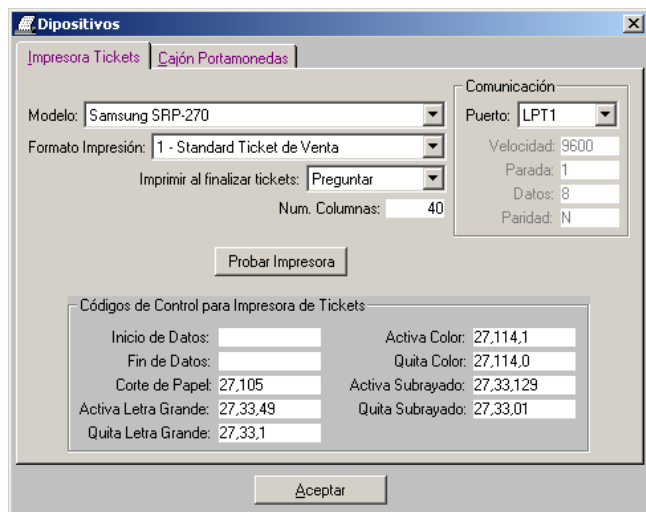 Dipositivos
Impresora Tickets
Cajón Portamonedas
Modelo: Samsung SRP-270
Formato Impresión: 1 - Standard Ticket de Venta
Imprimir al finalizar tickets: Preguntar
Num. Columnas: 40
Comunicación
Puerto: LPT1
Velocidad: 9600
Parada: 1
Datos: 8
Paridad: N
Probar Impresora
Códigos de Control para Impresora de Tickets
Inicio de Datos:
Fin de Datos:
Corte de Papel: 27,105
Activa Letra Grande: 27,33,49
Quita Letra Grande: 27,33,1
Activa Color: 27,114,1
Quita Color: 27,114,0
Activa Subrayado: 27,33,129
Quita Subrayado: 27,33,01
Aceptar